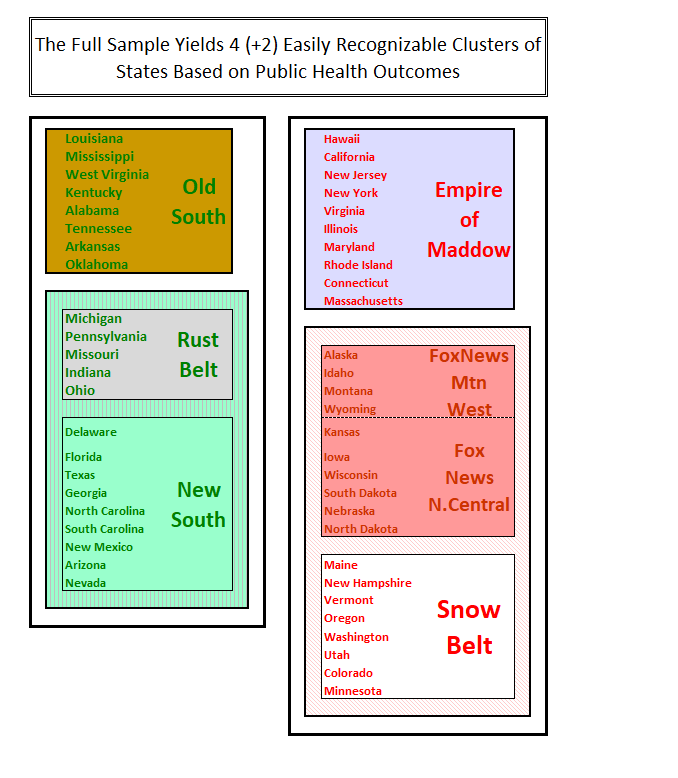 The Full Sample Yields 4 (+2) Easily Recognizable Clusters of
States Based on Public Health Outcomes
Louisiana
Mississippi
West Virginia
Kentucky
Alabama
Tennessee
Arkansas
Oklahoma
Old
South
Michigan
Pennsylvania
Missouri
Indiana
Ohio
Rust
Belt
Delaware
Florida
Texas
Georgia
North Carolina
South Carolina
New Mexico
Arizona
Nevada
New
South
Hawaii
California
New Jersey
New York
Virginia
Illinois
Maryland
Rhode Island
Connecticut
Massachusetts
Empire
of
Maddow
Alaska
Idaho
Montana
Wyoming
FoxNews
Mtn
West
Kansas
Iowa
Wisconsin
South Dakota
Nebraska
North Dakota
Fox
News
N.Central
Maine
New Hampshire
Vermont
Oregon
Washington
Utah
Colorado
Minnesota
Snow
Belt